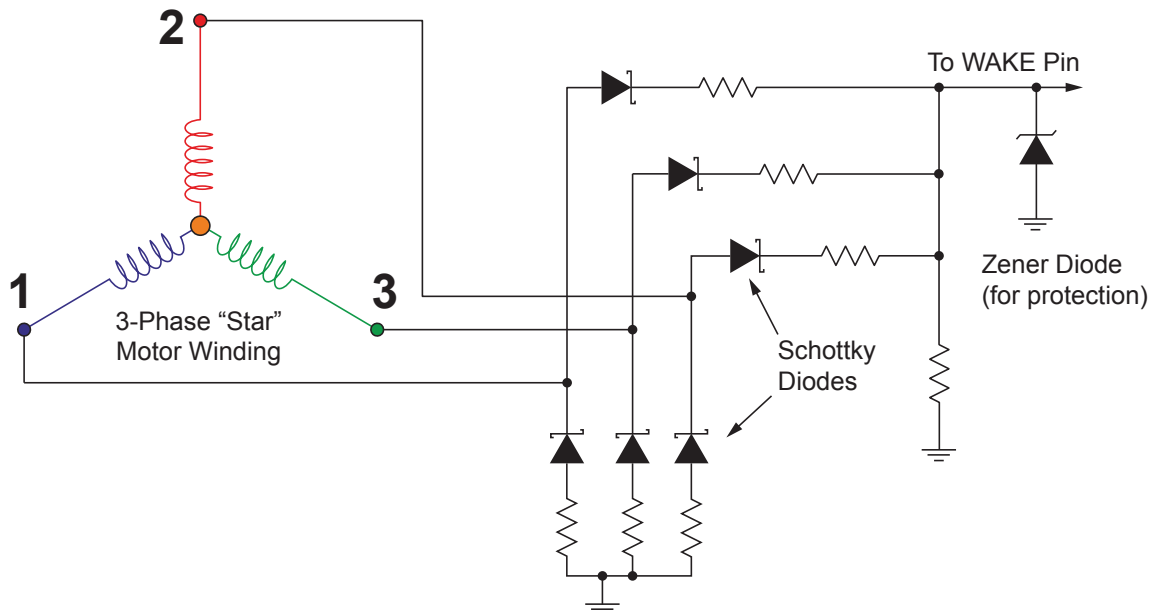 2
To WAKE Pin
1
3
3-Phase “Star”
Motor Winding
Zener Diode
(for protection)
Schottky
Diodes